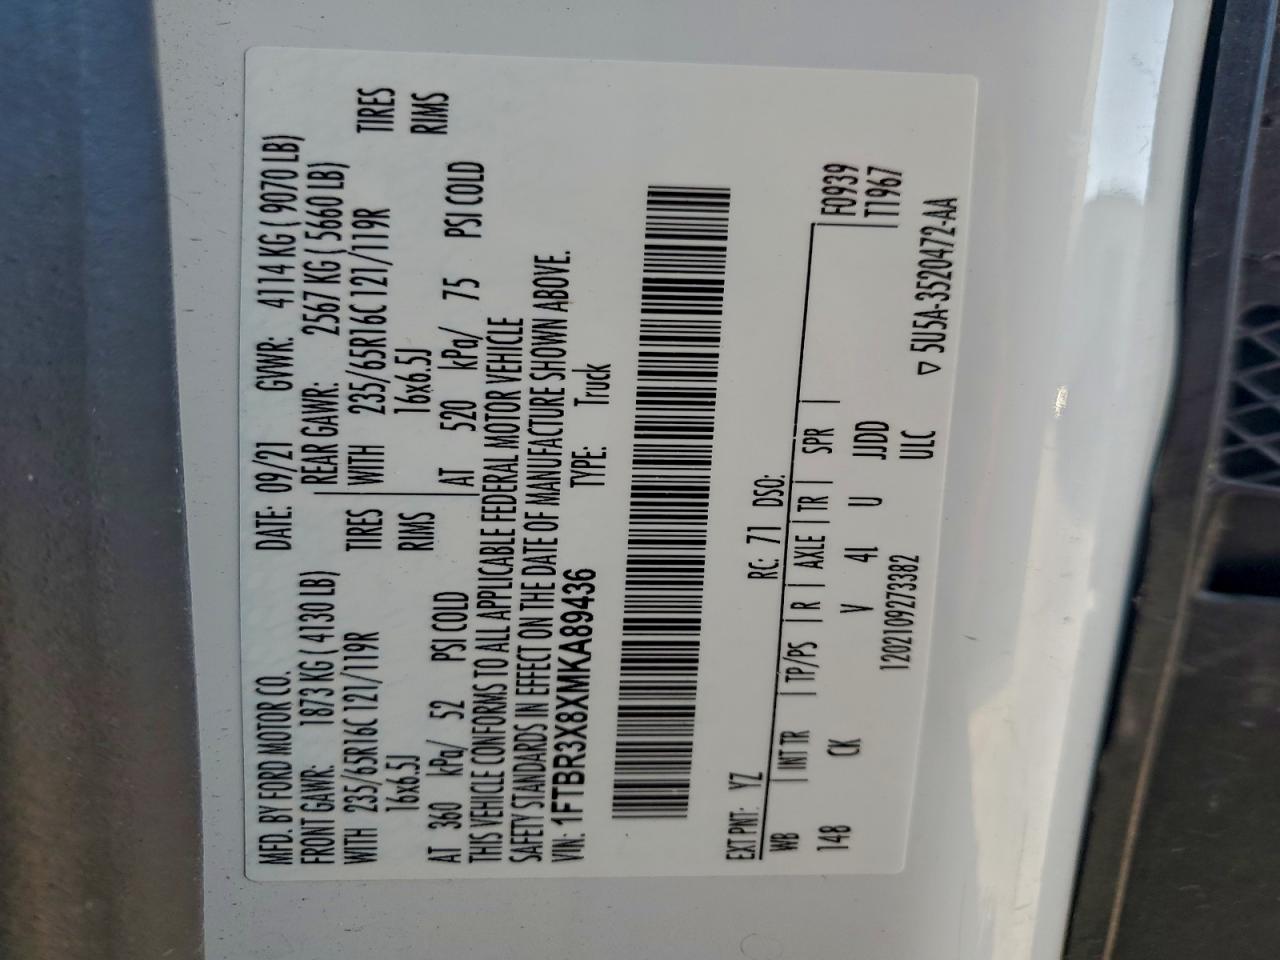 MFD. BY FORD MOTOR CO. DATE: 09/21 GVWR: 4114 KG ( 9070 LB)
FRONT GAWR: 1873 KG ( 4130 LB) REAR GAWR: 2567 KG ( 5660 LB)
WITH 235/65R16C 121/119R TIRES WITH 235/65R16C 121/119R TIRES
16x6.5J RIMS 16x6.5J RIMS
AT 360 kPa/ 52 PSI COLD AT 520 kPa/ 75 PSI COLD
THIS VEHICLE CONFORMS TO ALL APPLICABLE FEDERAL MOTOR VEHICLE
SAFETY STANDARDS IN EFFECT ON THE DATE OF MANUFACTURE SHOWN ABOVE.
VIN: 1FTBR3X8XMKA89436 TYPE: Truck
EXT PNT: YZ RC: 71 DSO:
WB INT TR TP/PS R AXLE TR SPR F0939
148 CK V 4L U JJDD T1967
ULC
1202109273382 ▽ 5U5A-3520472-AA